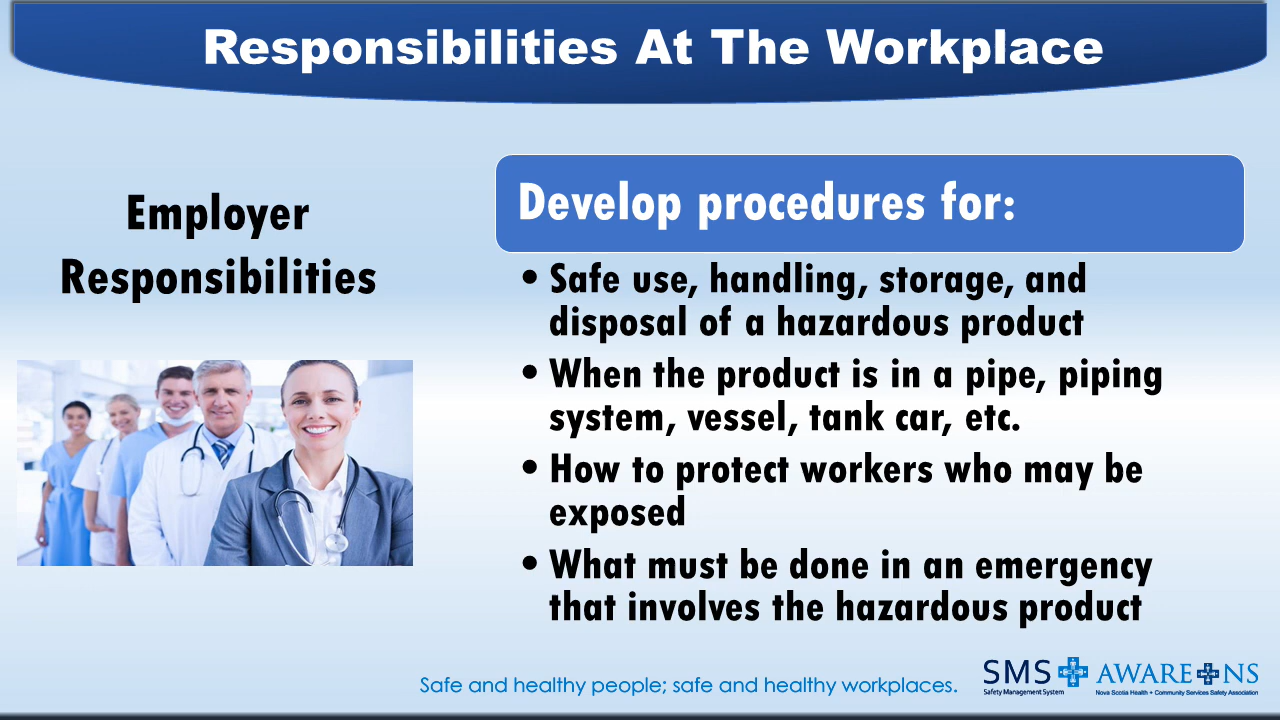 Responsibilities At The Workplace
Employer
Responsibilities
Develop procedures for:
• Safe use, handling, storage, and
disposal of a hazardous product
• When the product is in a pipe, piping
system, vessel, tank car, etc.
• How to protect workers who may be
exposed
• What must be done in an emergency
that involves the hazardous product
Safe and healthy people; safe and healthy workplaces.
SMS
Safety Management System
AWARE-NS
Nova Scotia Health + Community Services Safety Association